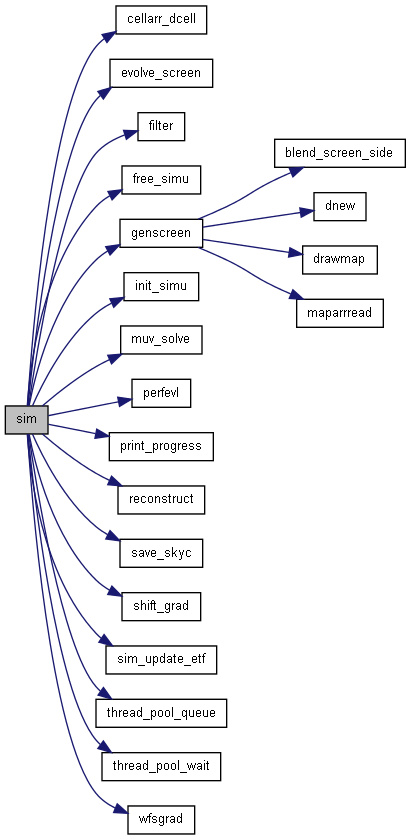 cellarr_dcell
evolve_screen
filter
free_simu
blend_screen_side
dnew
genscreen
drawmap
init_simu
maparrread
muv_solve
perfevl
sim
print_progress
reconstruct
save_skyc
shift_grad
sim_update_etf
thread_pool_queue
thread_pool_wait
wfsgrad